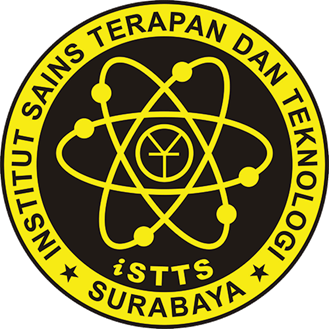 INSTITUT SAINS TERAPAN DAN TEKNOLOGI
iSTTS
SURABAYA